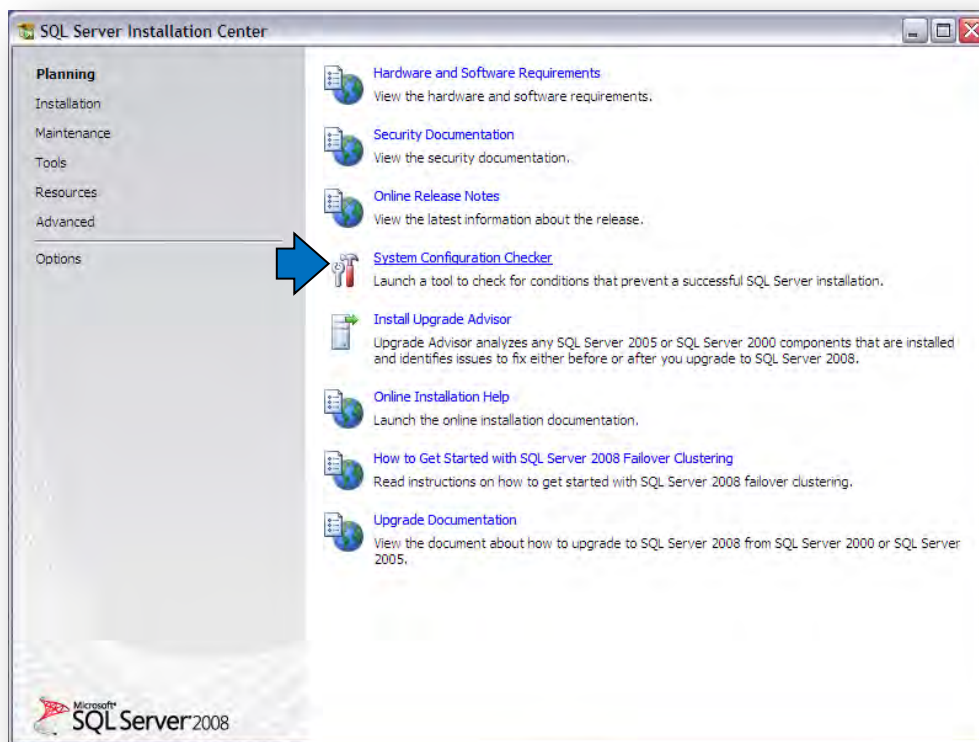 SQL Server Installation Center
Planning
Installation
Maintenance
Tools
Resources
Advanced
Options
Hardware and Software Requirements
View the hardware and software requirements.
Security Documentation
View the security documentation.
Online Release Notes
View the latest information about the release.
System Configuration Checker
Launch a tool to check for conditions that prevent a successful SQL Server installation.
Install Upgrade Advisor
Upgrade Advisor analyzes any SQL Server 2005 or SQL Server 2000 components that are installed
and identifies issues to fix either before or after you upgrade to SQL Server 2008.
Online Installation Help
Launch the online installation documentation.
How to Get Started with SQL Server 2008 Failover Clustering
Read instructions on how to get started with SQL Server 2008 failover clustering.
Upgrade Documentation
View the document about how to upgrade to SQL Server 2008 from SQL Server 2000 or SQL Server
2005.
Microsoft®
SQL Server 2008